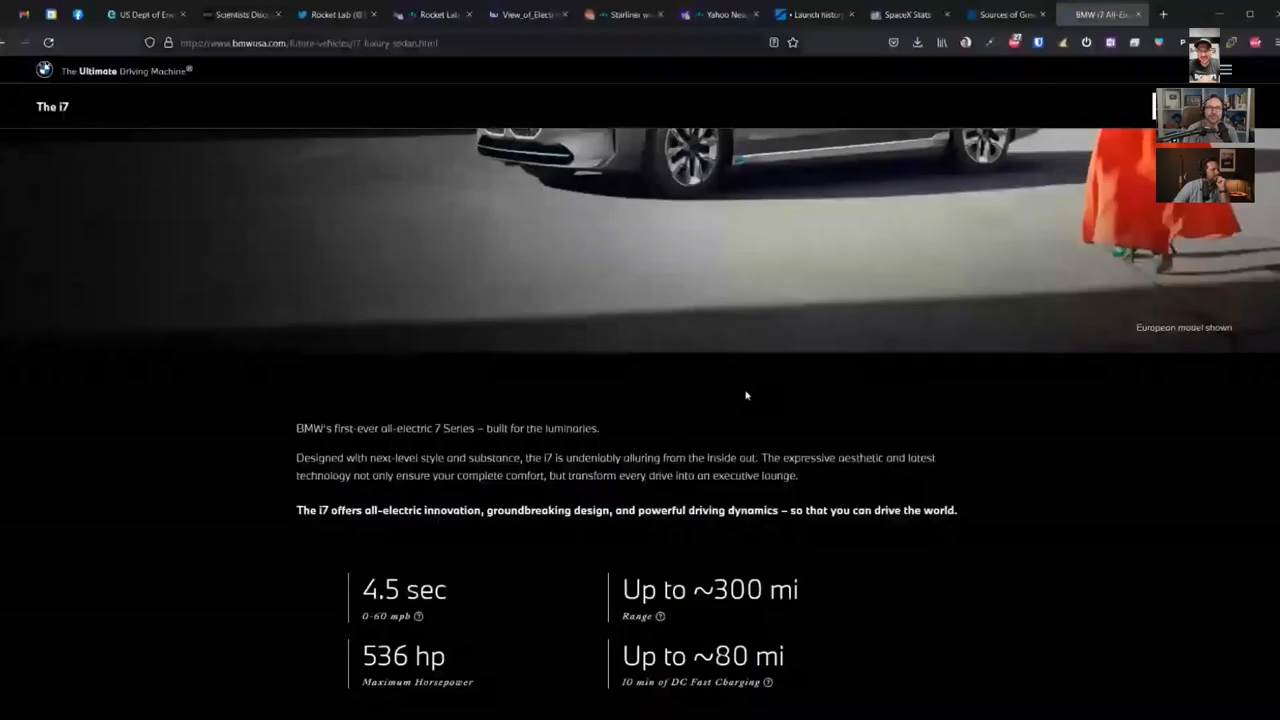 US Dept of En
Scientists Disc
Rocket Lab (@
Rocket Lab
View_of_Electi
Starliner w
Yahoo New
Launch history
SpaceX Stats
Sources of Gre
BMW i7 All-Ele
https://www.bmwusa.com/future-vehicles/i7-luxury-sedan.html
The Ultimate Driving Machine®
The i7
European model shown
BMW's first-ever all-electric 7 Series – built for the luminaries.
Designed with next-level style and substance, the i7 is undeniably alluring from the inside out. The expressive aesthetic and latest
technology not only ensure your complete comfort, but transform every drive into an executive lounge.
The i7 offers all-electric innovation, groundbreaking design, and powerful driving dynamics – so that you can drive the world.
4.5 sec
0-60 mph
Up to ~300 mi
Range
536 hp
Maximum Horsepower
Up to ~80 mi
10 min of DC Fast Charging